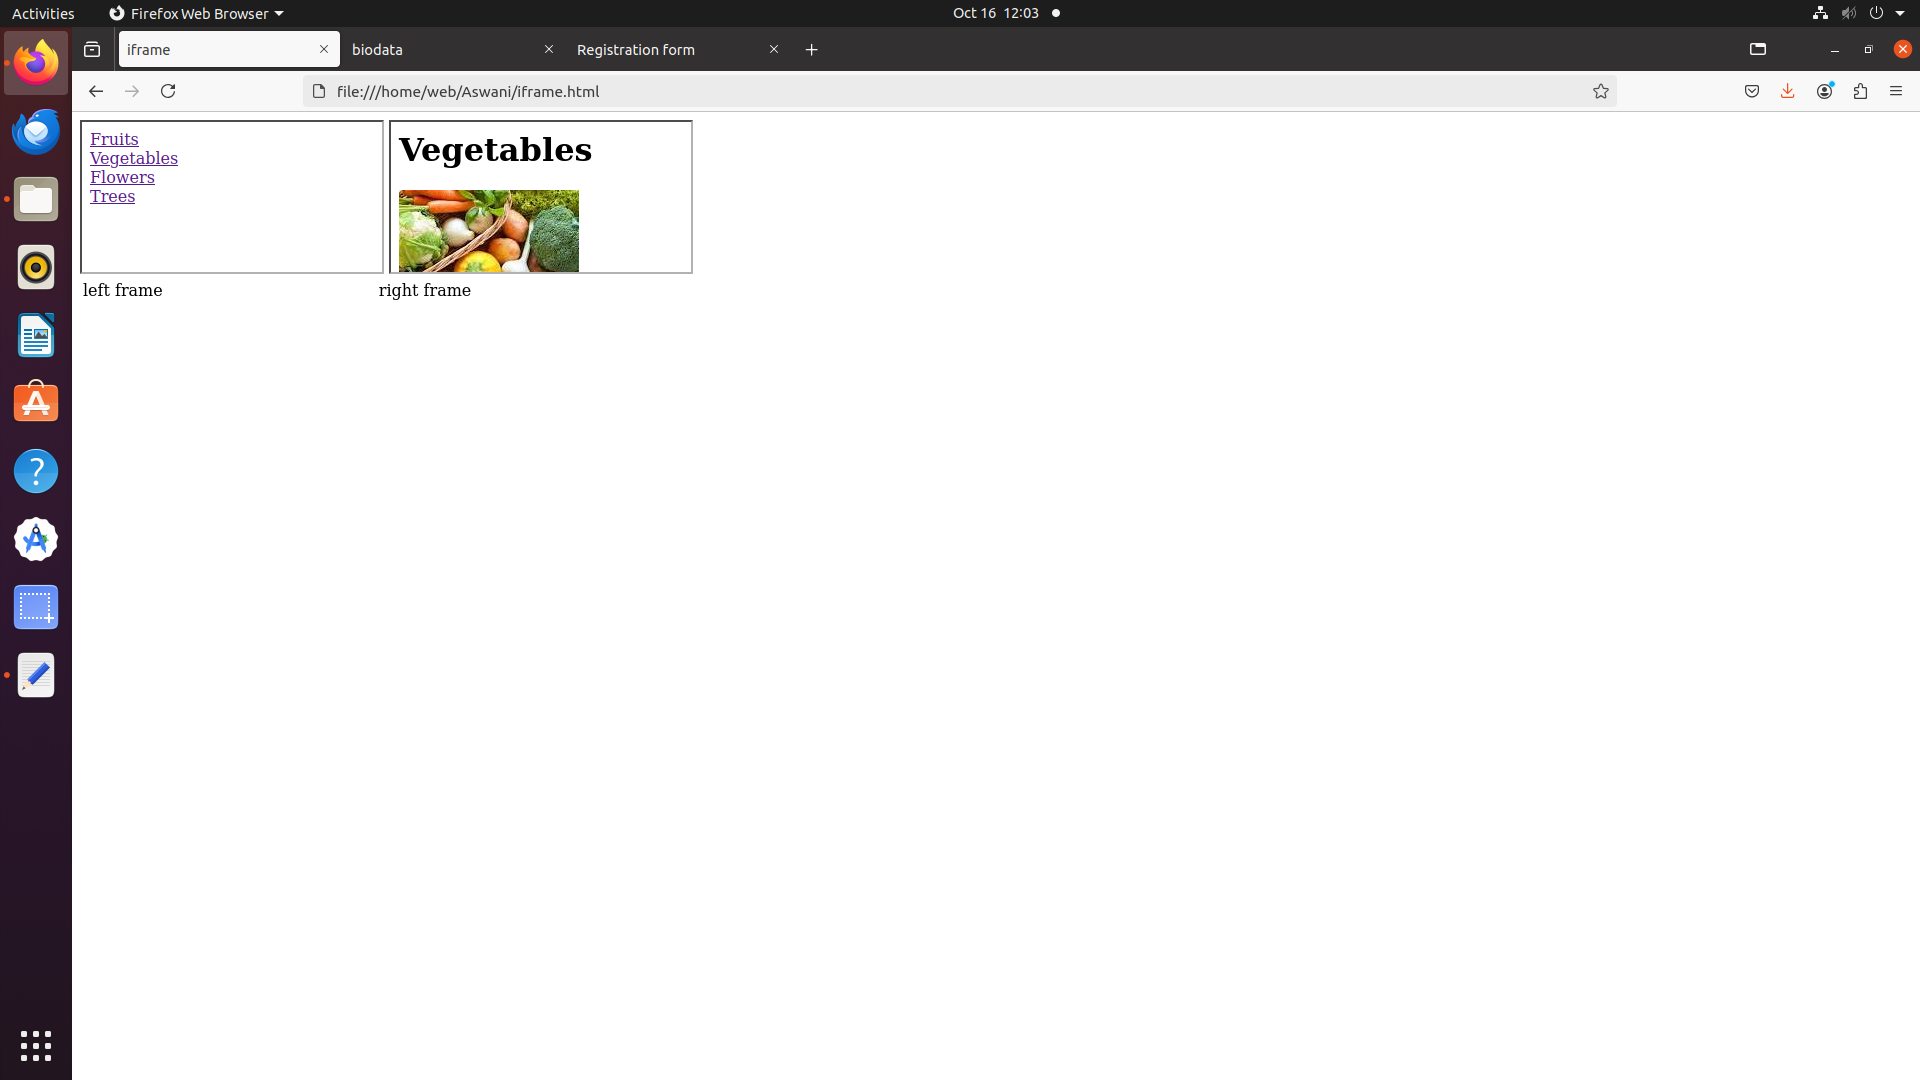 Activities Firefox Web Browser Oct 16 12:03
iframe biodata Registration form
file:///home/web/Aswani/iframe.html
Fruits
Vegetables
Flowers
Trees
Vegetables
left frame right frame